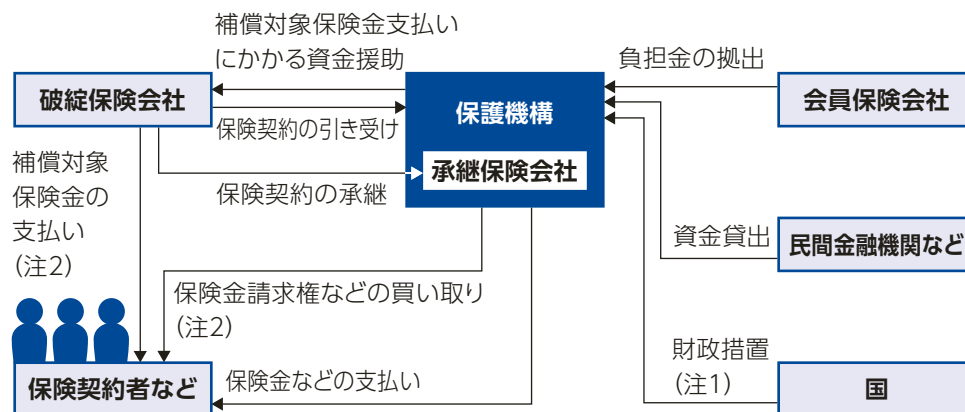 補償対象保険金支払い
にかかる資金援助
負担金の拠出
破綻保険会社
保護機構
会員保険会社
保険契約の引き受け
補償対象
保険金の
支払い
(注2)
承継保険会社
保険契約の承継
資金貸出
民間金融機関など
保険金請求権などの買い取り
(注2)
財政措置
(注1)
保険契約者など
保険金などの支払い
国